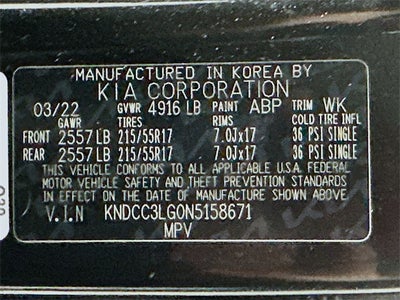 MANUFACTURED IN KOREA BY
KIA CORPORATION
03/22 GVWR 4916 LB PAINT ABP TRIM WK
GAWR TIRES RIMS COLD TIRE INFL
FRONT 2557 LB 215/55R17 7.0Jx17 36 PSI SINGLE
REAR 2557 LB 215/55R17 7.0Jx17 36 PSI SINGLE
THIS VEHICLE CONFORMS TO ALL APPLICABLE U.S.A. FEDERAL
MOTOR VEHICLE SAFETY AND THEFT PREVENTION STANDARDS
IN EFFECT ON THE DATE OF MANUFACTURE SHOWN ABOVE
V.I.N KNDCC3LG0N5158671
MPV